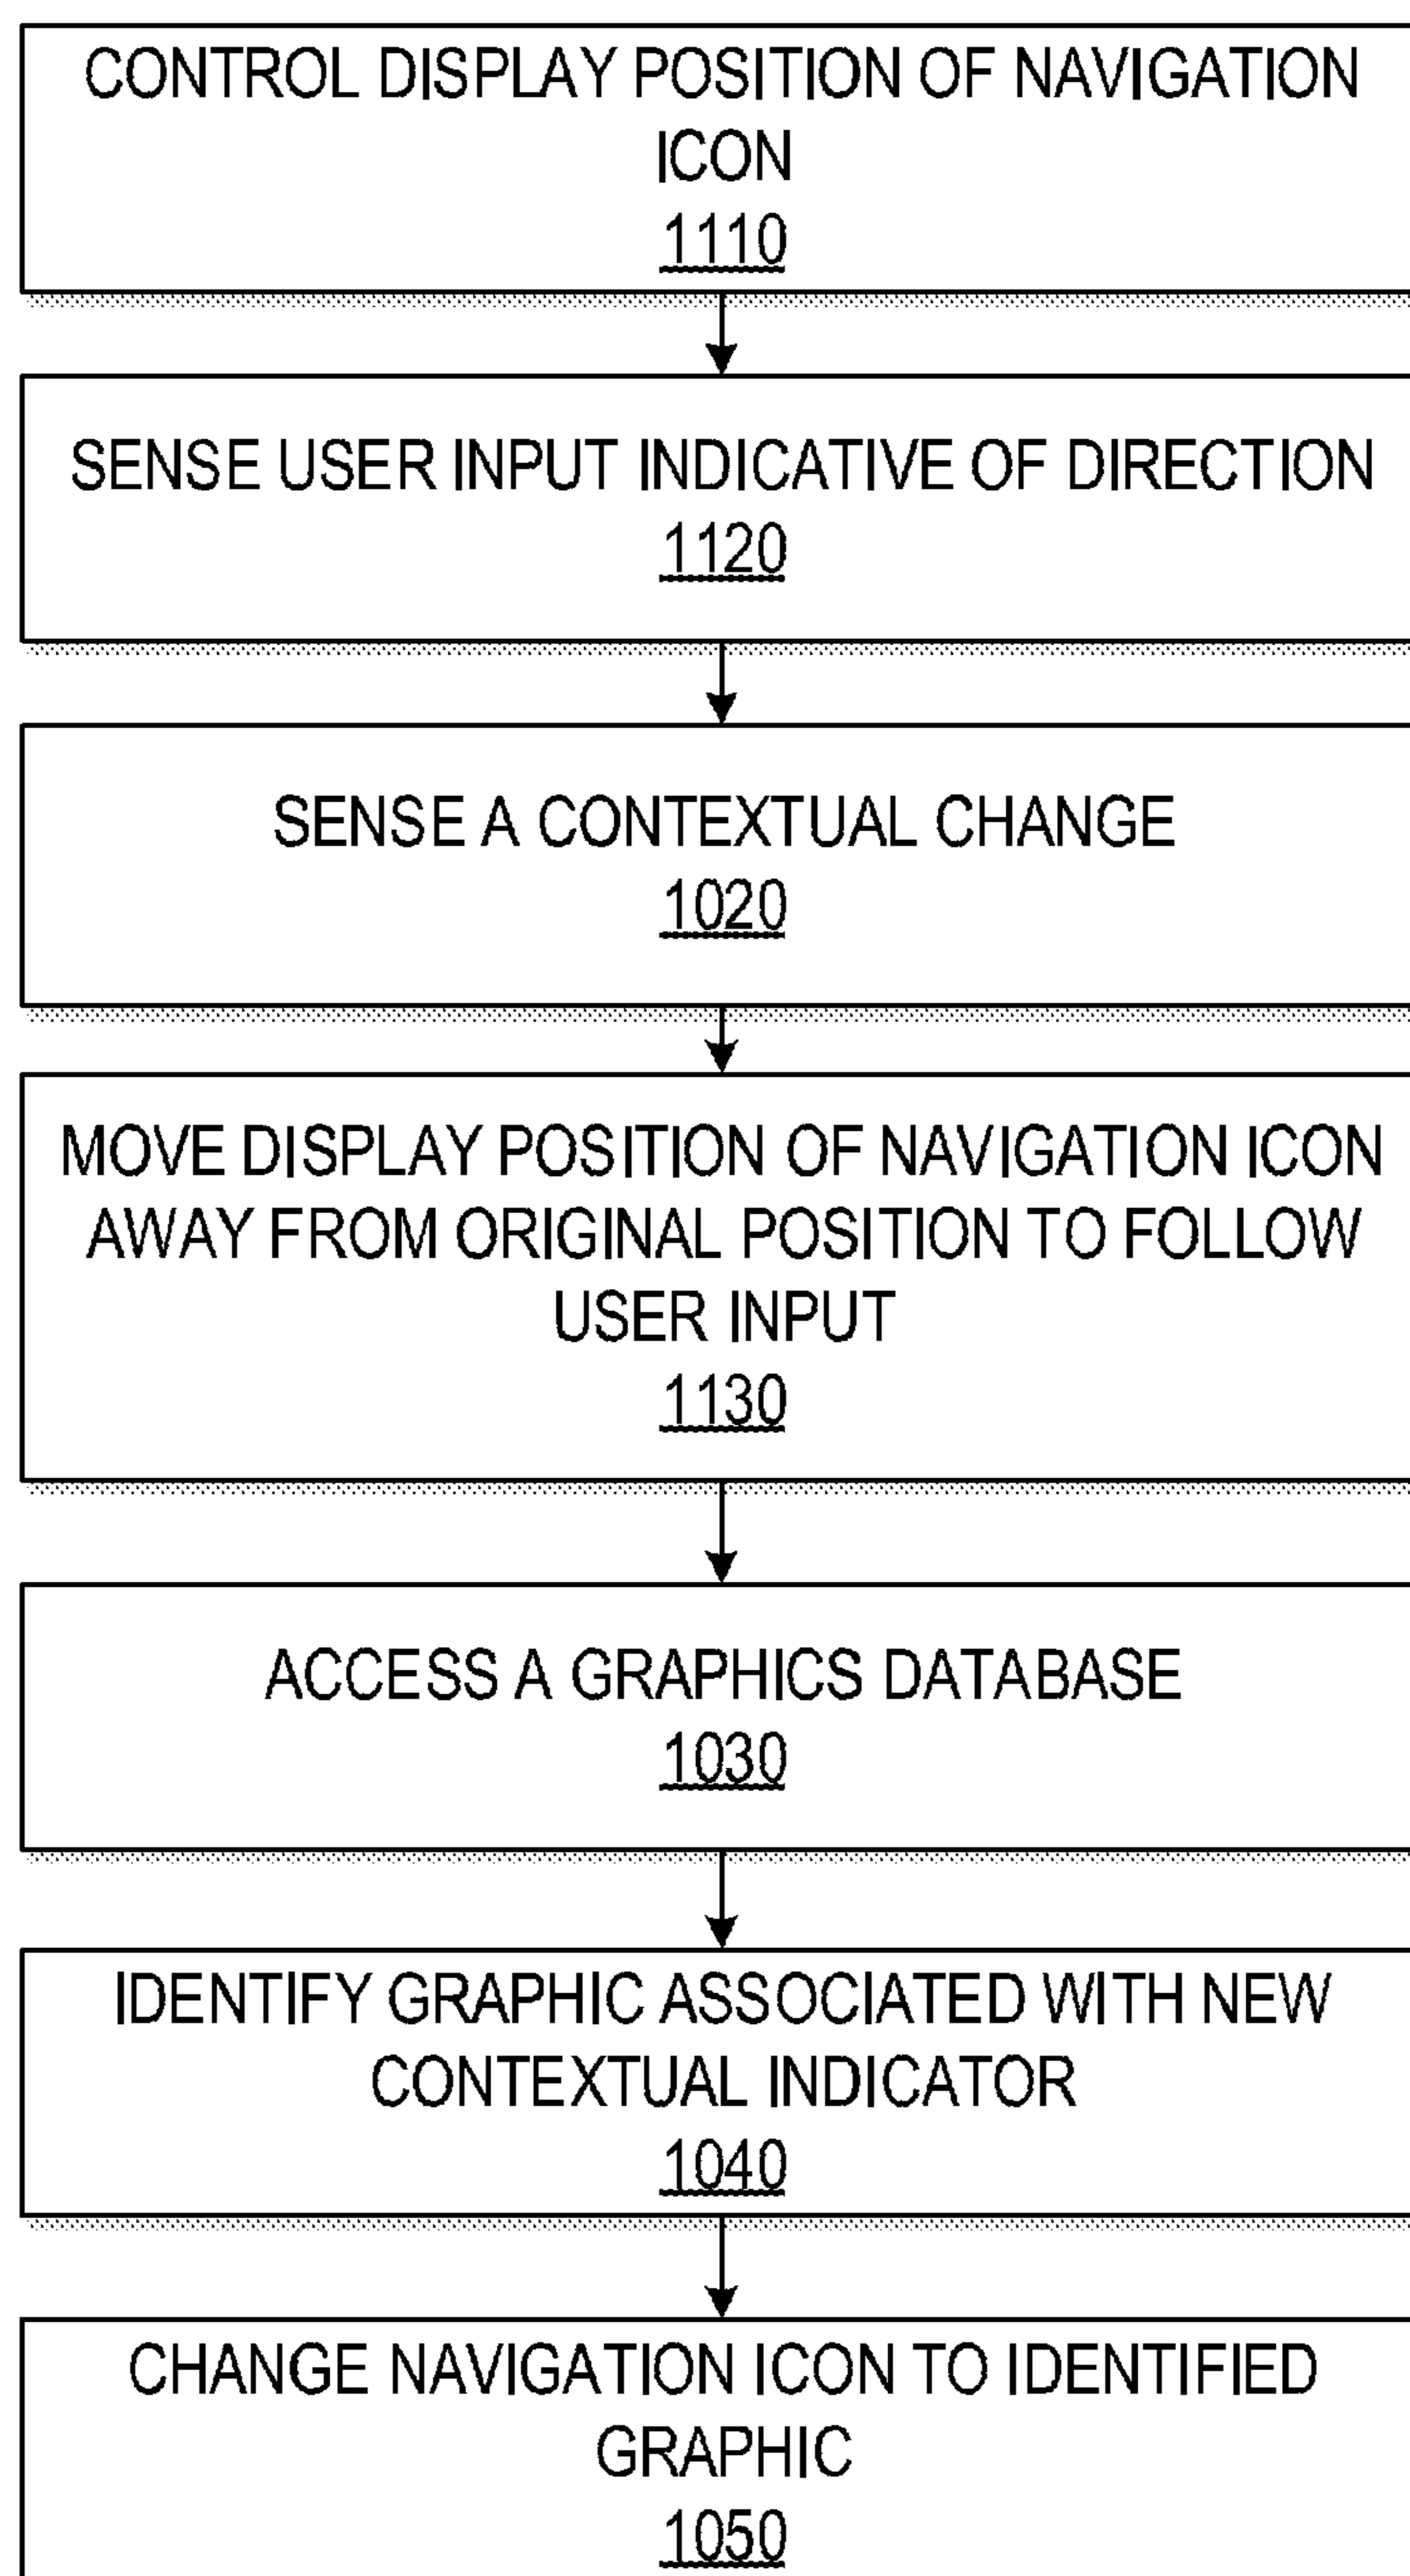 CONTROL DISPLAY POSITION OF NAVIGATION
ICON
1110
SENSE USER INPUT INDICATIVE OF DIRECTION
1120
SENSE A CONTEXTUAL CHANGE
1020
MOVE DISPLAY POSITION OF NAVIGATION ICON
AWAY FROM ORIGINAL POSITION TO FOLLOW
USER INPUT
1130
ACCESS A GRAPHICS DATABASE
1030
IDENTIFY GRAPHIC ASSOCIATED WITH NEW
CONTEXTUAL INDICATOR
1040
CHANGE NAVIGATION ICON TO IDENTIFIED
GRAPHIC
1050